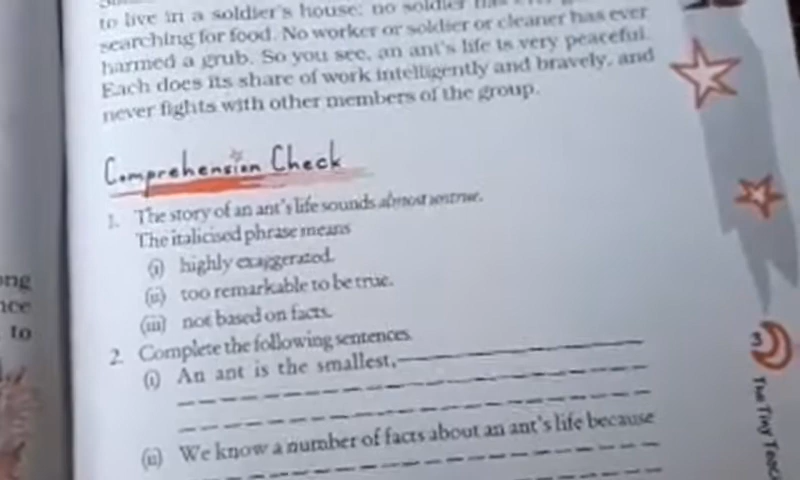 to live in a soldier's house; no soldier has
searching for food. No worker or soldier or cleaner has ever
harmed a grub. So you see, an ant's life is very peaceful.
Each does its share of work intelligently and bravely, and
never fights with other members of the group.
Comprehension Check
1. The story of an ant's life sounds almost untrue.
The italicised phrase means
(i) highly exaggerated.
(ii) too remarkable to be true.
(iii) not based on facts.
2. Complete the following sentences.
(i) An ant is the smallest,
(ii) We know a number of facts about an ant's life because
ong
nce
to
3
The Tiny Teac